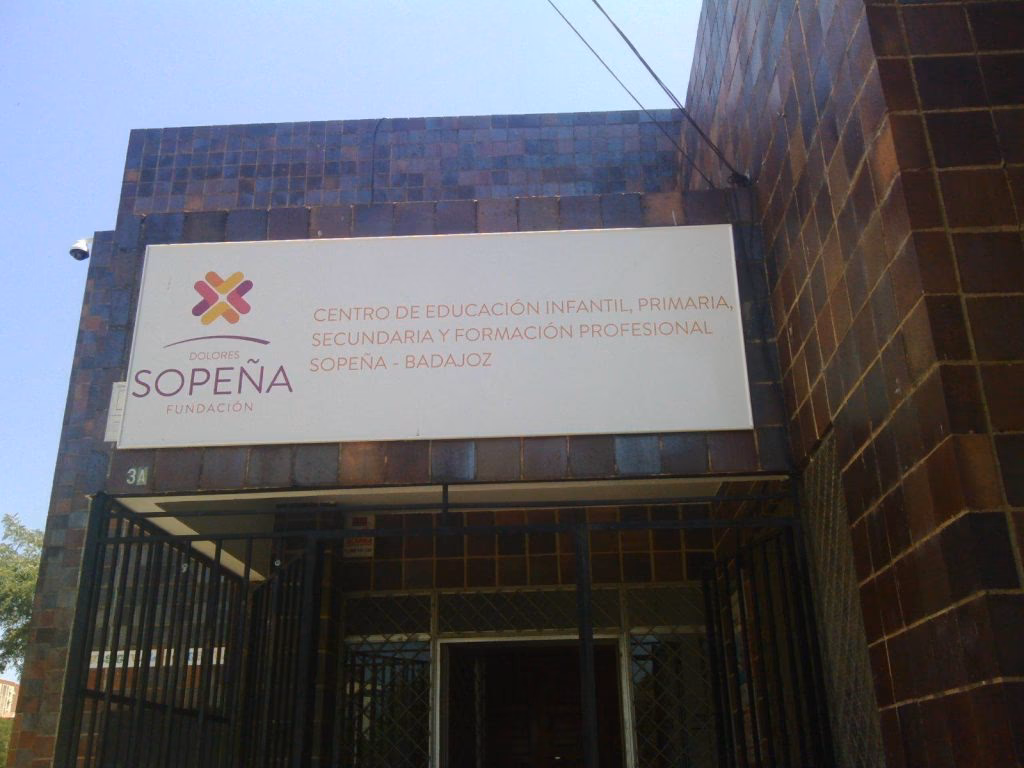 DOLORES
SOPEÑA
FUNDACIÓN
CENTRO DE EDUCACIÓN INFANTIL, PRIMARIA,
SECUNDARIA Y FORMACIÓN PROFESIONAL
SOPEÑA - BADAJOZ
3A